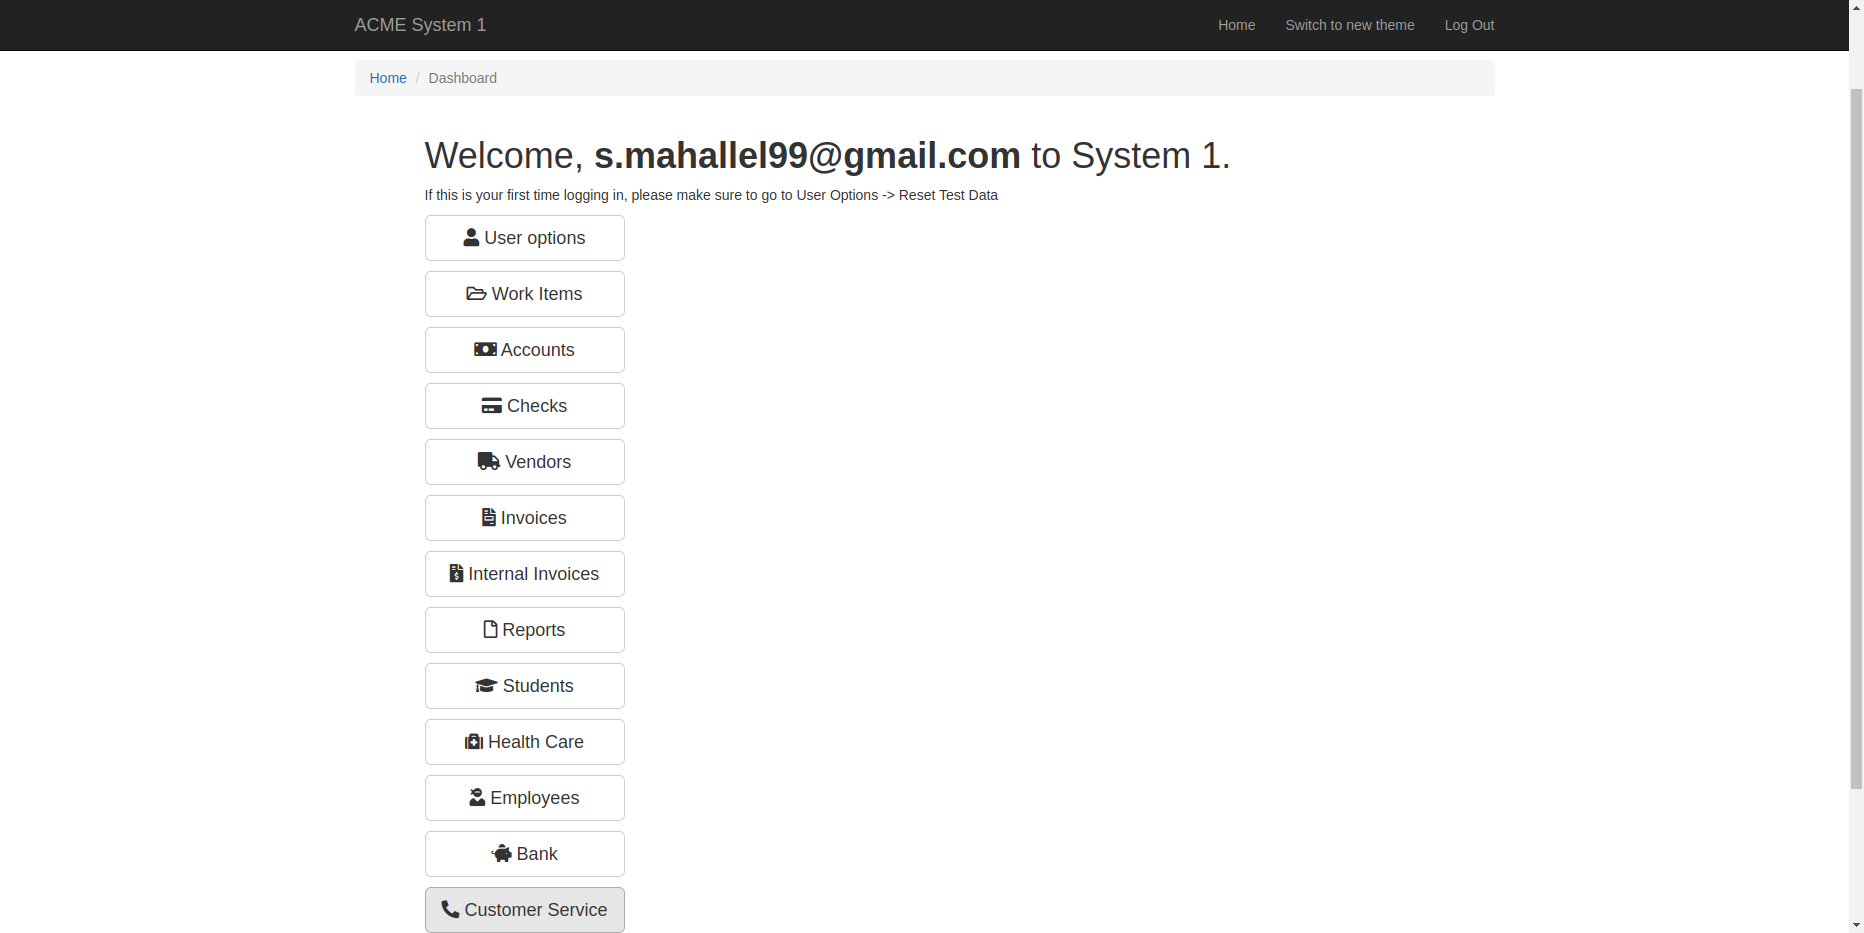 ACME System 1
Home
Switch to new theme
Log Out
Home / Dashboard
Welcome, s.mahallel99@gmail.com to System 1.
If this is your first time logging in, please make sure to go to User Options -> Reset Test Data
User options
Work Items
Accounts
Checks
Vendors
Invoices
Internal Invoices
Reports
Students
Health Care
Employees
Bank
Customer Service